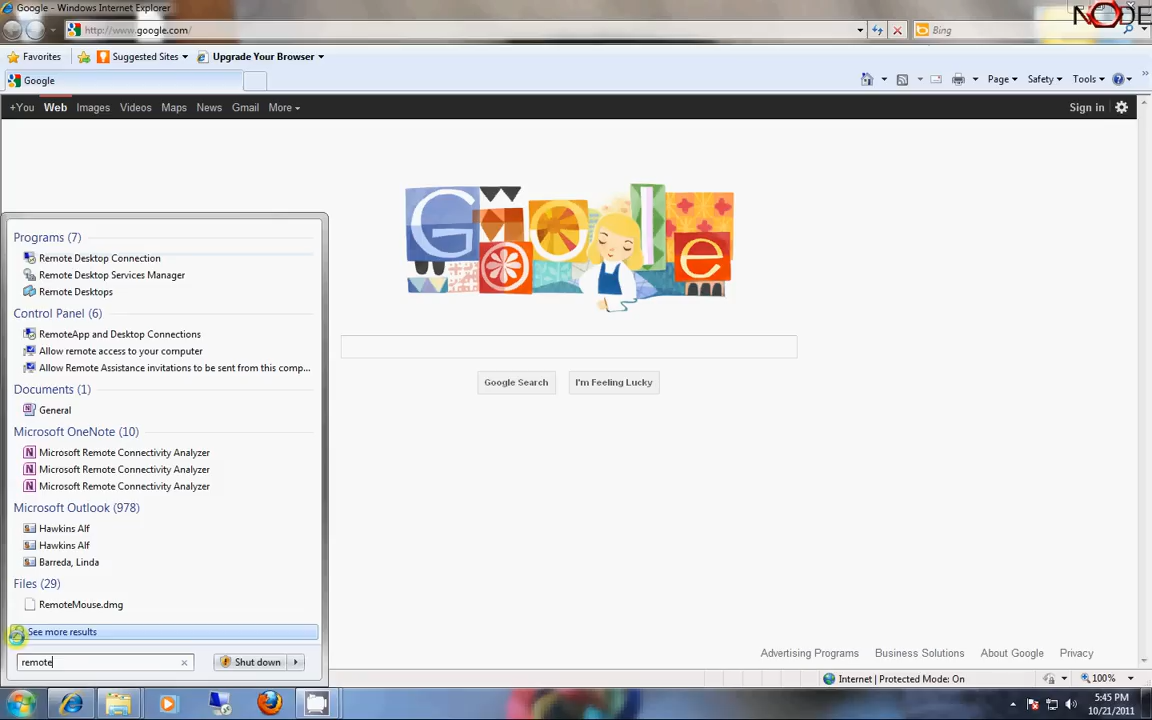 Google - Windows Internet Explorer
NODE
http://www.google.com/
Bing
Favorites
Suggested Sites
Upgrade Your Browser
Google
Page
Safety
Tools
+You Web Images Videos Maps News Gmail More
Sign in
Google
Programs (7)
Remote Desktop Connection
Remote Desktop Services Manager
Remote Desktops
Control Panel (6)
RemoteApp and Desktop Connections
Allow remote access to your computer
Allow Remote Assistance invitations to be sent from this comp...
Documents (1)
General
Microsoft OneNote (10)
Microsoft Remote Connectivity Analyzer
Microsoft Remote Connectivity Analyzer
Microsoft Remote Connectivity Analyzer
Microsoft Outlook (978)
Hawkins Alf
Hawkins Alf
Barreda, Linda
Files (29)
RemoteMouse.dmg
See more results
remote
Shut down
Google Search
I'm Feeling Lucky
Advertising Programs
Business Solutions
About Google
Privacy
Internet | Protected Mode: On
100%
5:45 PM
10/21/2011